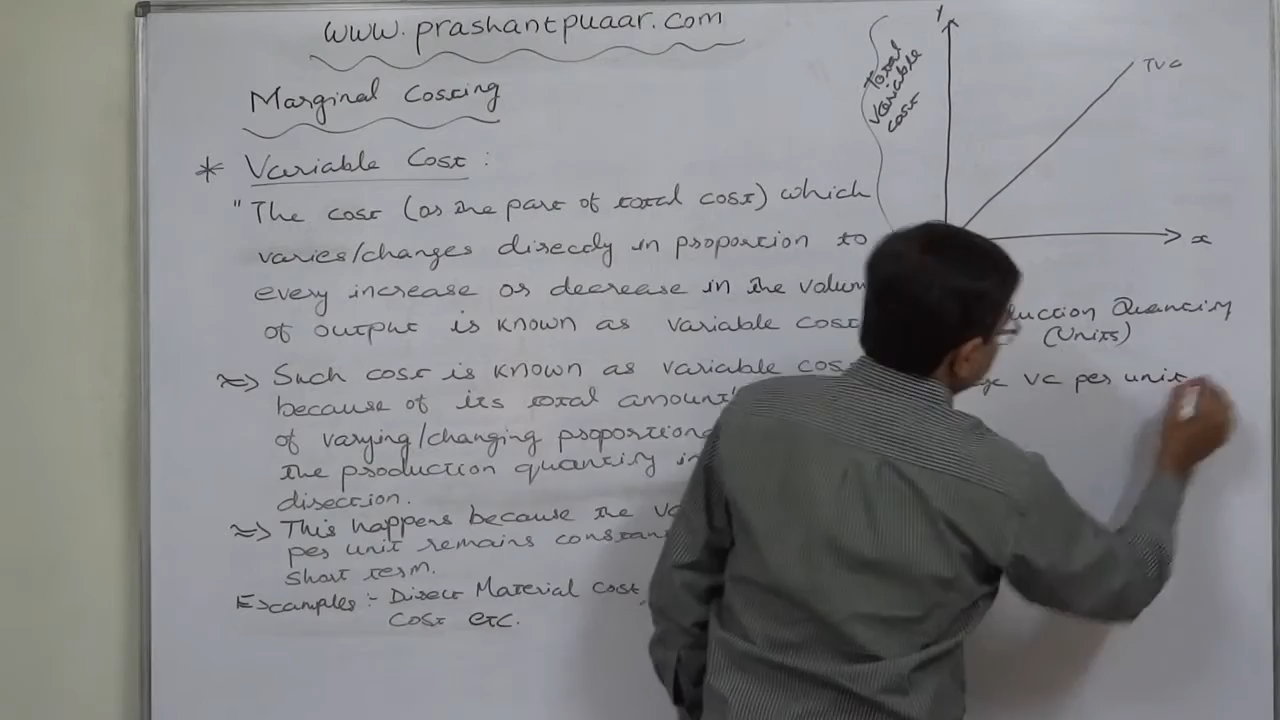 www.prashantpuaar.com
Marginal Costing
* Variable Cost :
"The cost (or the part of total cost) which
varies/changes directly in proportion to
every increase or decrease in the volum
of output is known as variable cost
=> Such cost is known as variable cos
because of its total amount
of varying/changing proportiona
the production quantity in
direction.
=> This happens because the va
per unit remains constan
short term.
Examples :- Direct Material cost
cost etc.
Y
Total
Variable
cost
TVC
x
uction Quantity
(Units)
VC per unit